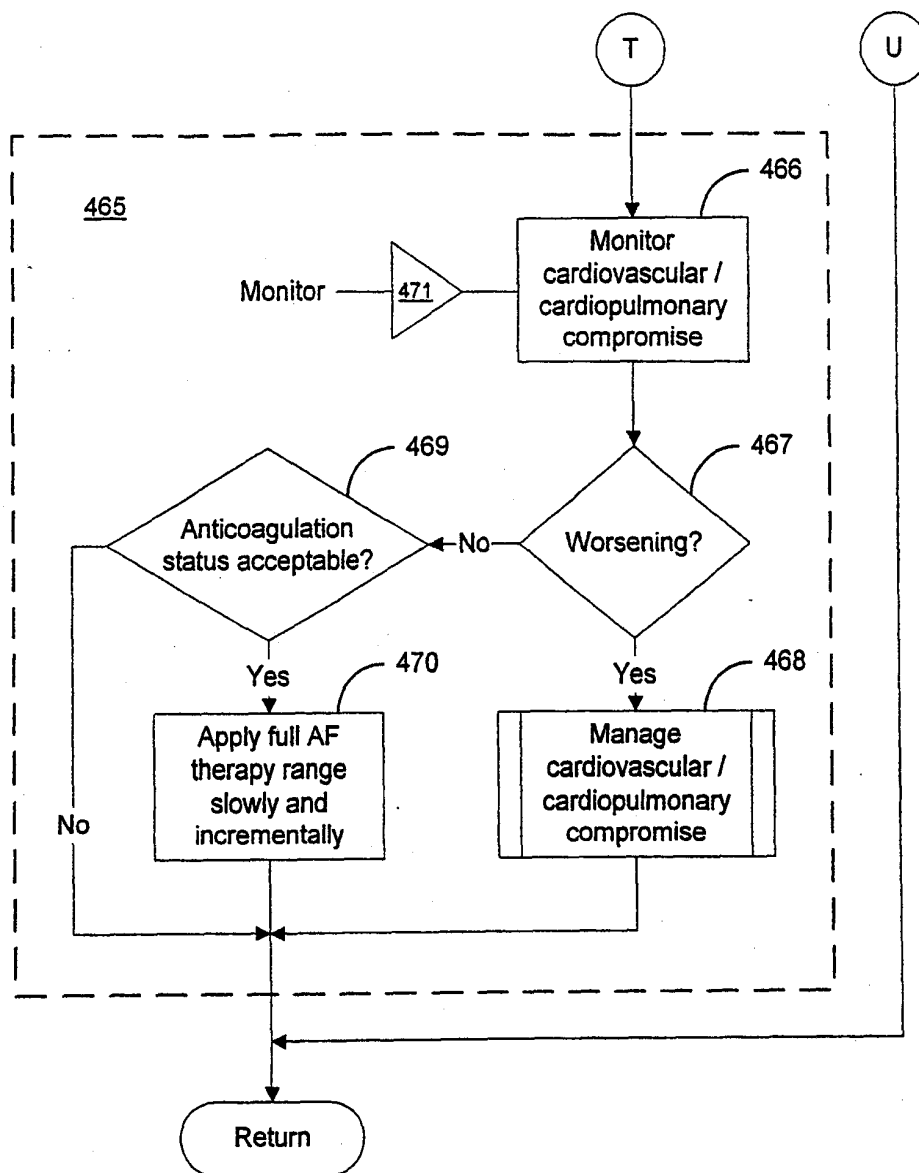 T
U
465
466
Monitor
cardiovascular /
cardiopulmonary
compromise
Monitor
471
469
467
Anticoagulation
status acceptable?
No
Worsening?
Yes
470
Yes
468
Apply full AF
therapy range
slowly and
incrementally
Manage
cardiovascular /
cardiopulmonary
compromise
No
Return